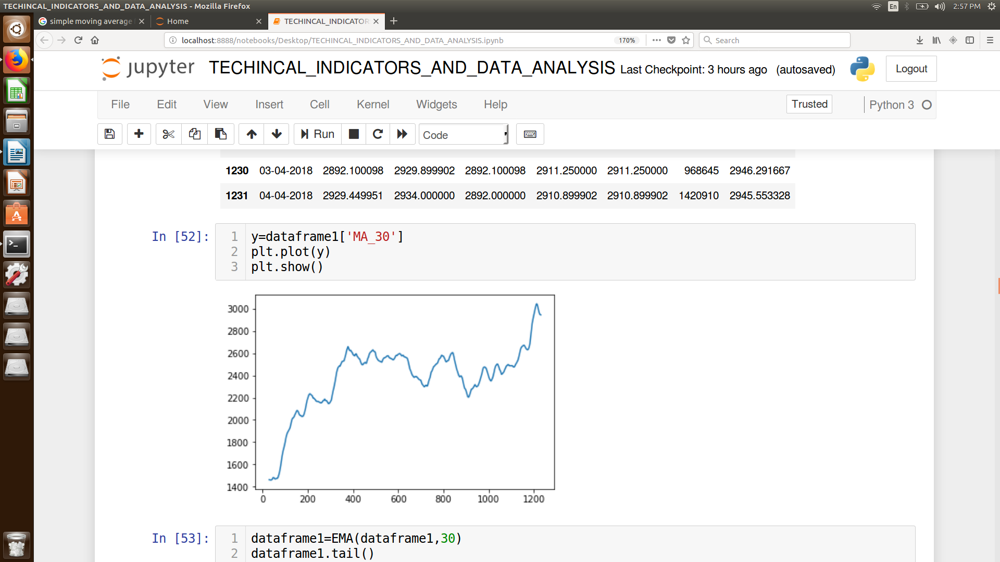 TECHINCAL_INDICATORS_AND_DATA_ANALYSIS - Mozilla Firefox
En
2:57 PM
simple moving average
Home
TECHINCAL_INDICATOR
localhost:8888/notebooks/Desktop/TECHINCAL_INDICATORS_AND_DATA_ANALYSIS.ipynb
170%
Search
jupyter TECHINCAL_INDICATORS_AND_DATA_ANALYSIS Last Checkpoint: 3 hours ago (autosaved)
Logout
File Edit View Insert Cell Kernel Widgets Help
Trusted
Python 3
Run
Code
1230 03-04-2018 2892.100098 2929.899902 2892.100098 2911.250000 2911.250000 968645 2946.291667
1231 04-04-2018 2929.449951 2934.000000 2892.000000 2910.899902 2910.899902 1420910 2945.553328
In [52]:
1 y=dataframe1['MA_30']
2 plt.plot(y)
3 plt.show()
3000
2800
2600
2400
2200
2000
1800
1600
1400
0 200 400 600 800 1000 1200
In [53]:
1 dataframe1=EMA(dataframe1,30)
2 dataframe1.tail()